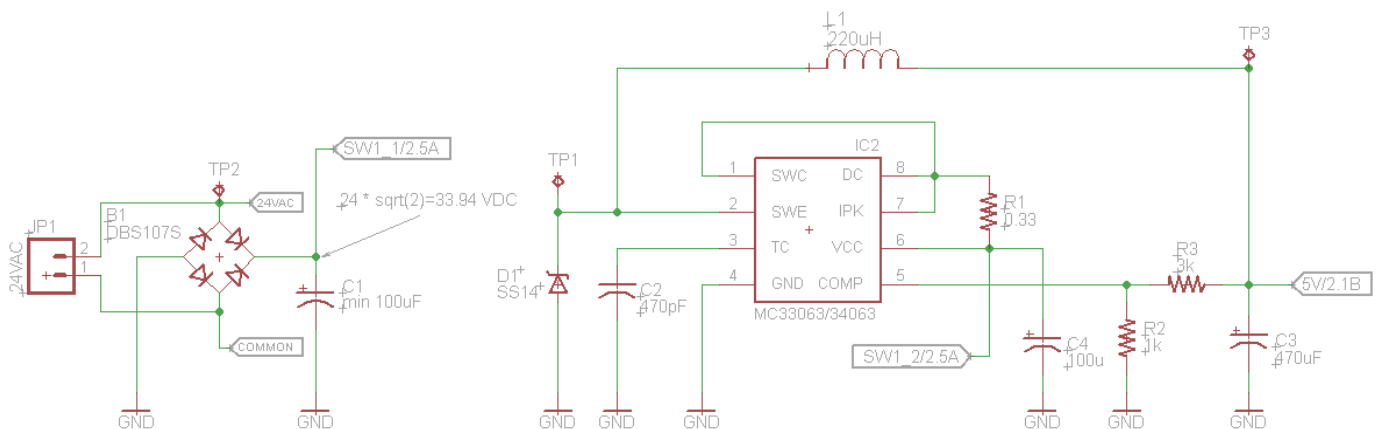 L1
220uH
TP3
SW1_1/2.5A
IC2
TP2
TP1
1
SWC
DC
8
24VAC
24 * sqrt(2)=33.94 VDC
B1
DBS107S
R1
0.33
JP1
2
SWE
IPK
7
24VAC
2
1
3
TC
VCC
6
R3
3k
D1
SS14
C1
min 100uF
C2
470pF
4
GND
COMP
5
5V/2.1B
MC33063/34063
COMMON
SW1_2/2.5A
C4
100u
R2
1k
C3
470uF
GND
GND
GND
GND
GND
GND
GND
GND